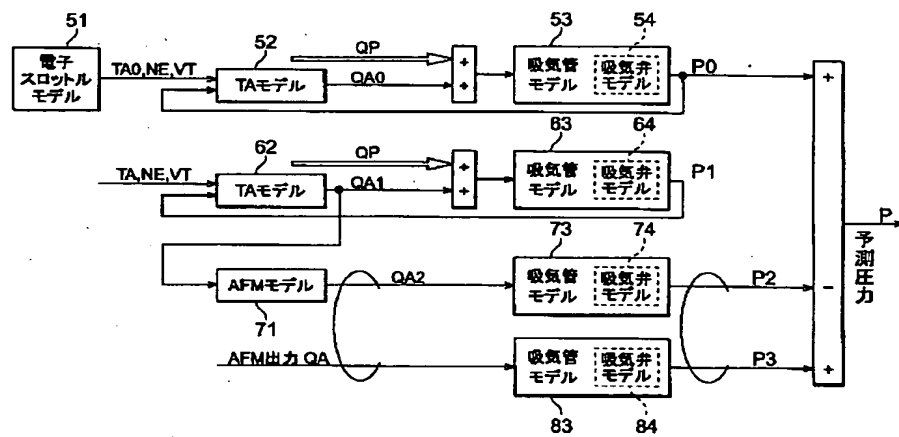 51
電子
スロットル
モデル
TA0,NE,VT
52
TAモデル
QP
QA0
+
+
53
吸気管
モデル
54
吸気弁
モデル
P0
+
62
TA,NE,VT
TAモデル
QP
QA1
+
+
63
吸気管
モデル
64
吸気弁
モデル
P1
P
予測圧力
AFMモデル
71
QA2
73
吸気管
モデル
74
吸気弁
モデル
P2
−
AFM出力 QA
吸気管
モデル
83
吸気弁
モデル
84
P3
+